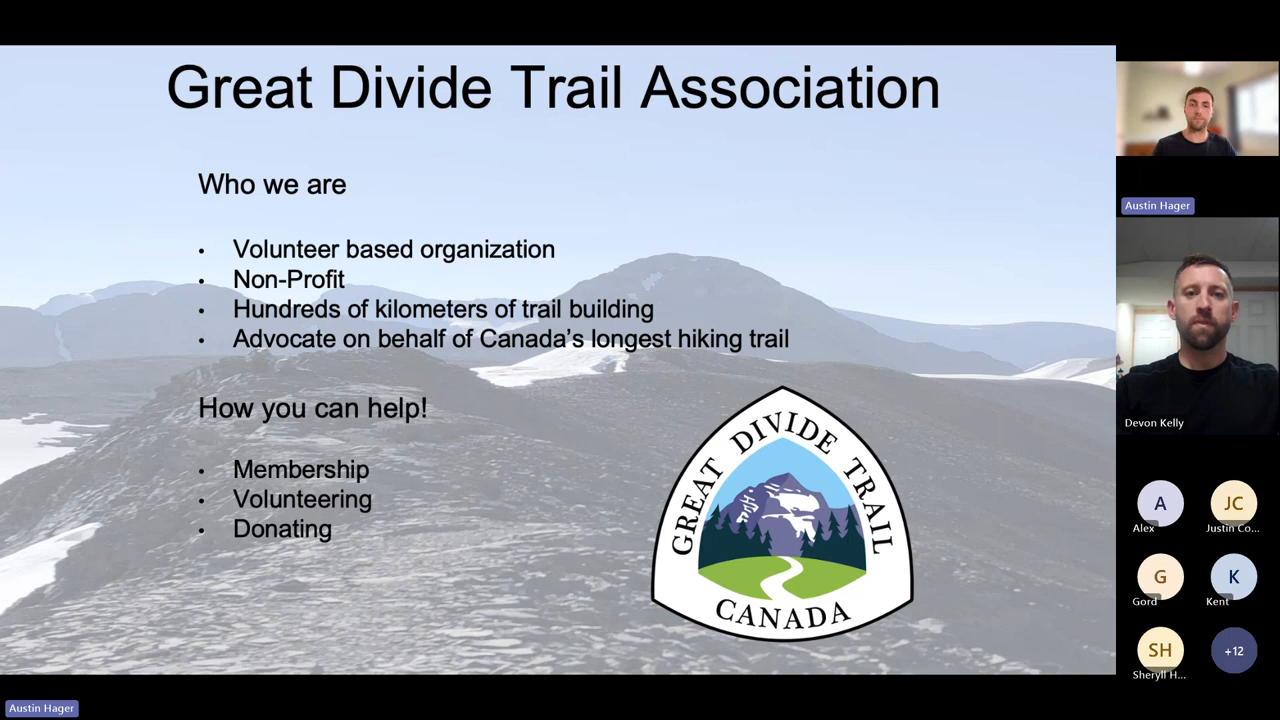 Great Divide Trail Association
Who we are
• Volunteer based organization
• Non-Profit
• Hundreds of kilometers of trail building
• Advocate on behalf of Canada’s longest hiking trail
How you can help!
• Membership
• Volunteering
• Donating
GREAT DIVIDE TRAIL
CANADA
Austin Hager
Devon Kelly
A
Alex
JC
Justin Co...
G
Gord
K
Kent
SH
Sheryll H...
+12
Austin Hager